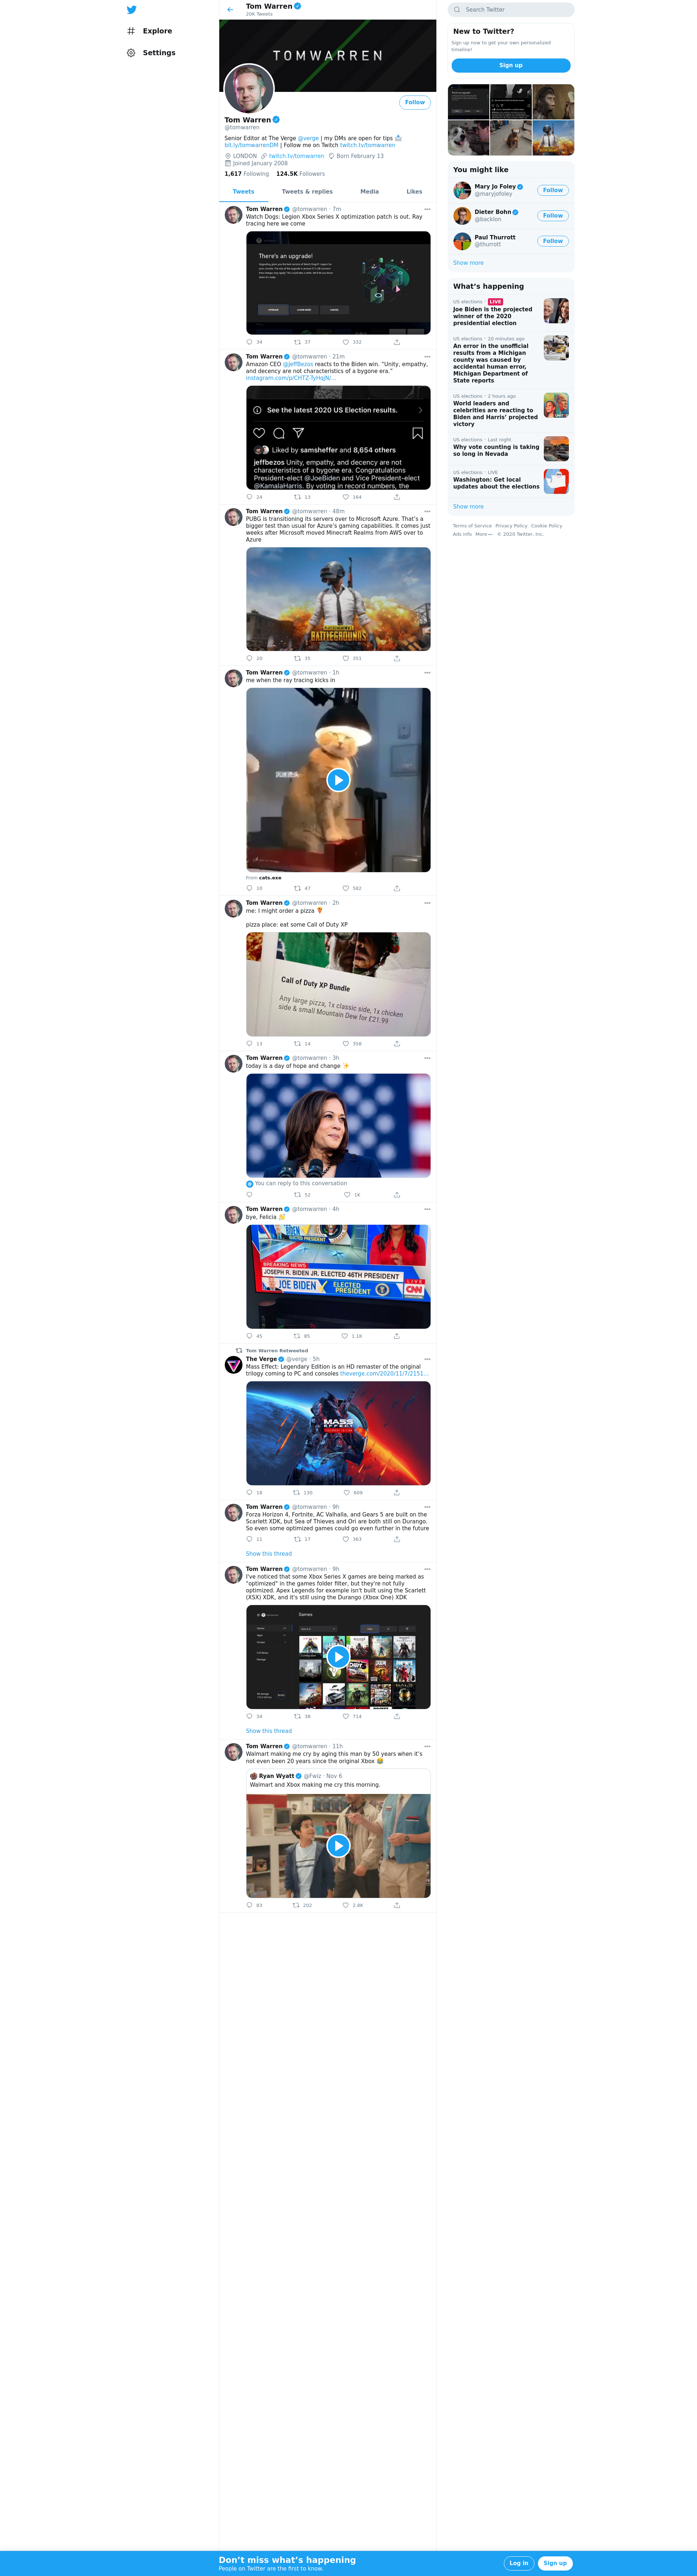 Explore
Settings
Tom Warren
20K Tweets
TOMWARREN
Follow
Tom Warren
@tomwarren
Senior Editor at The Verge @verge | my DMs are open for tips 📩
bit.ly/tomwarrenDM | Follow me on Twitch twitch.tv/tomwarren
LONDON twitch.tv/tomwarren Born February 13
Joined January 2008
1,617 Following 124.5K Followers
Tweets Tweets & replies Media Likes
Tom Warren @tomwarren · 7m
Watch Dogs: Legion Xbox Series X optimization patch is out. Ray
tracing here we come
There's an upgrade!
34 37 332
Tom Warren @tomwarren · 21m
Amazon CEO @JeffBezos reacts to the Biden win. "Unity, empathy,
and decency are not characteristics of a bygone era."
instagram.com/p/CHTZ-TyHqJN/…
See the latest 2020 US Election results.
Liked by samsheffer and 8,654 others
jeffbezos Unity, empathy, and decency are not
characteristics of a bygone era. Congratulations
President-elect @JoeBiden and Vice President-elect
@KamalaHarris. By voting in record numbers, the
24 13 164
Tom Warren @tomwarren · 48m
PUBG is transitioning its servers over to Microsoft Azure. That's a
bigger test than usual for Azure's gaming capabilities. It comes just
weeks after Microsoft moved Minecraft Realms from AWS over to
Azure
BATTLEGROUNDS
20 35 351
Tom Warren @tomwarren · 1h
me when the ray tracing kicks in
From cats.exe
10 47 582
Tom Warren @tomwarren · 2h
me: I might order a pizza 🍕
pizza place: eat some Call of Duty XP
Call of Duty XP Bundle
Any large pizza, 1x classic side, 1x chicken
side & small Mountain Dew for £21.99
13 14 358
Tom Warren @tomwarren · 3h
today is a day of hope and change ✨
You can reply to this conversation
52 1K
Tom Warren @tomwarren · 4h
bye, Felicia 👋
BREAKING NEWS
JOSEPH R. BIDEN JR. ELECTED 46TH PRESIDENT
JOE BIDEN ELECTED PRESIDENT
LIVE
CNN
45 85 1.1K
Tom Warren Retweeted
The Verge @verge · 5h
Mass Effect: Legendary Edition is an HD remaster of the original
trilogy coming to PC and consoles theverge.com/2020/11/7/2151…
MASS EFFECT
18 130 609
Tom Warren @tomwarren · 9h
Forza Horizon 4, Fortnite, AC Valhalla, and Gears 5 are built on the
Scarlett XDK, but Sea of Thieves and Ori are both still on Durango.
So even some optimized games could go even further in the future
11 17 363
Show this thread
Tom Warren @tomwarren · 9h
I've noticed that some Xbox Series X games are being marked as
"optimized" in the games folder filter, but they're not fully
optimized. Apex Legends for example isn't built using the Scarlett
(XSX) XDK, and it's still using the Durango (Xbox One) XDK
Games
34 38 714
Show this thread
Tom Warren @tomwarren · 11h
Walmart making me cry by aging this man by 50 years when it's
not even been 20 years since the original Xbox 😂
Ryan Wyatt @Fwiz · Nov 6
Walmart and Xbox making me cry this morning.
83 202 2.8K
Search Twitter
New to Twitter?
Sign up now to get your own personalized
timeline!
Sign up
You might like
Mary Jo Foley
@maryjofoley
Follow
Dieter Bohn
@backlon
Follow
Paul Thurrott
@thurrott
Follow
Show more
What's happening
US elections · LIVE
Joe Biden is the projected
winner of the 2020
presidential election
US elections · 20 minutes ago
An error in the unofficial
results from a Michigan
county was caused by
accidental human error,
Michigan Department of
State reports
US elections · 2 hours ago
World leaders and
celebrities are reacting to
Biden and Harris' projected
victory
US elections · Last night
Why vote counting is taking
so long in Nevada
US elections · LIVE
Washington: Get local
updates about the elections
Show more
Terms of Service Privacy Policy Cookie Policy
Ads info More © 2020 Twitter, Inc.
Don't miss what's happening
People on Twitter are the first to know.
Log in
Sign up